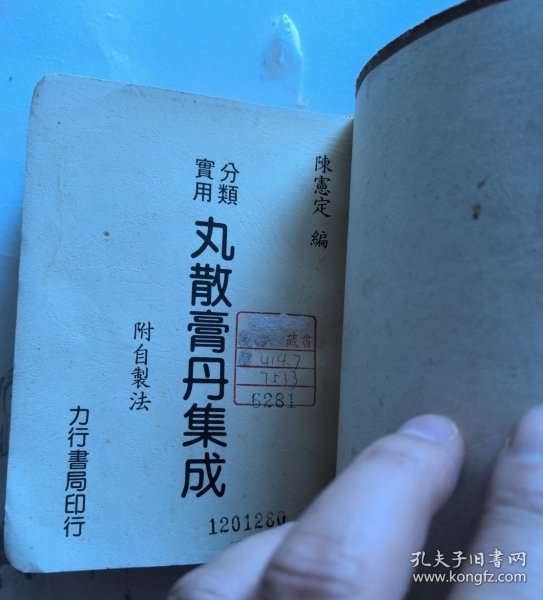 陳憲定 編
分類
實用
丸散膏丹集成
附自製法
力行書局印行
藏書
414.7
7533
6281
1201280
孔夫子旧书网
www.kongfz.com